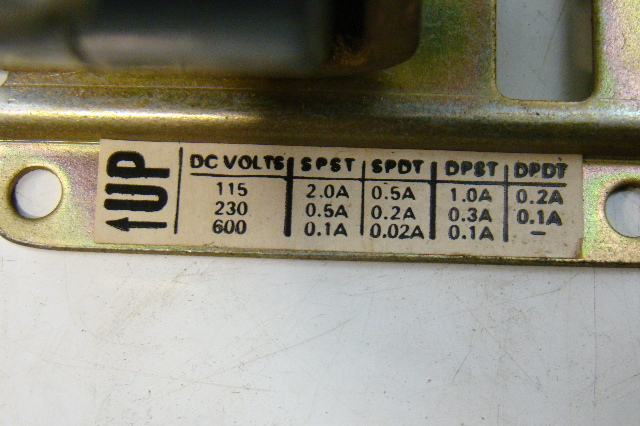 ↑UP
DC VOLTS SPST SPDT DPST DPDT
115 2.0A 0.5A 1.0A 0.2A
230 0.5A 0.2A 0.3A 0.1A
600 0.1A 0.02A 0.1A –